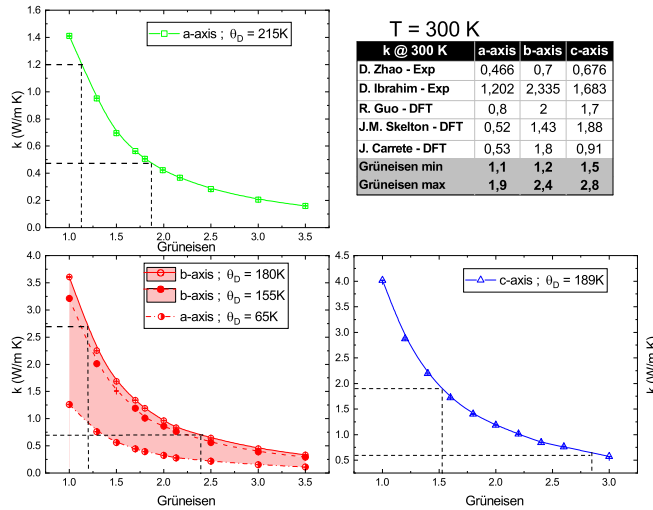 a-axis ; θD = 215K
k (W/m K)
1.6
1.4
1.2
1.0
0.8
0.6
0.4
0.2
0.0
1.0 1.5 2.0 2.5 3.0 3.5
Grüneisen
T = 300 K
k @ 300 K a-axis b-axis c-axis
D. Zhao - Exp 0,466 0,7 0,676
D. Ibrahim - Exp 1,202 2,335 1,683
R. Guo - DFT 0,8 2 1,7
J.M. Skelton - DFT 0,52 1,43 1,88
J. Carrete - DFT 0,53 1,8 0,91
Grüneisen min 1,1 1,2 1,5
Grüneisen max 1,9 2,4 2,8
b-axis ; θD = 180K
b-axis ; θD = 155K
a-axis ; θD = 65K
k (W/m K)
4.0
3.5
3.0
2.5
2.0
1.5
1.0
0.5
0.0
1.0 1.5 2.0 2.5 3.0 3.5
Grüneisen
c-axis ; θD = 189K
k (W/m K)
4.5
4.0
3.5
3.0
2.5
2.0
1.5
1.0
0.5
1.0 1.5 2.0 2.5 3.0
Grüneisen